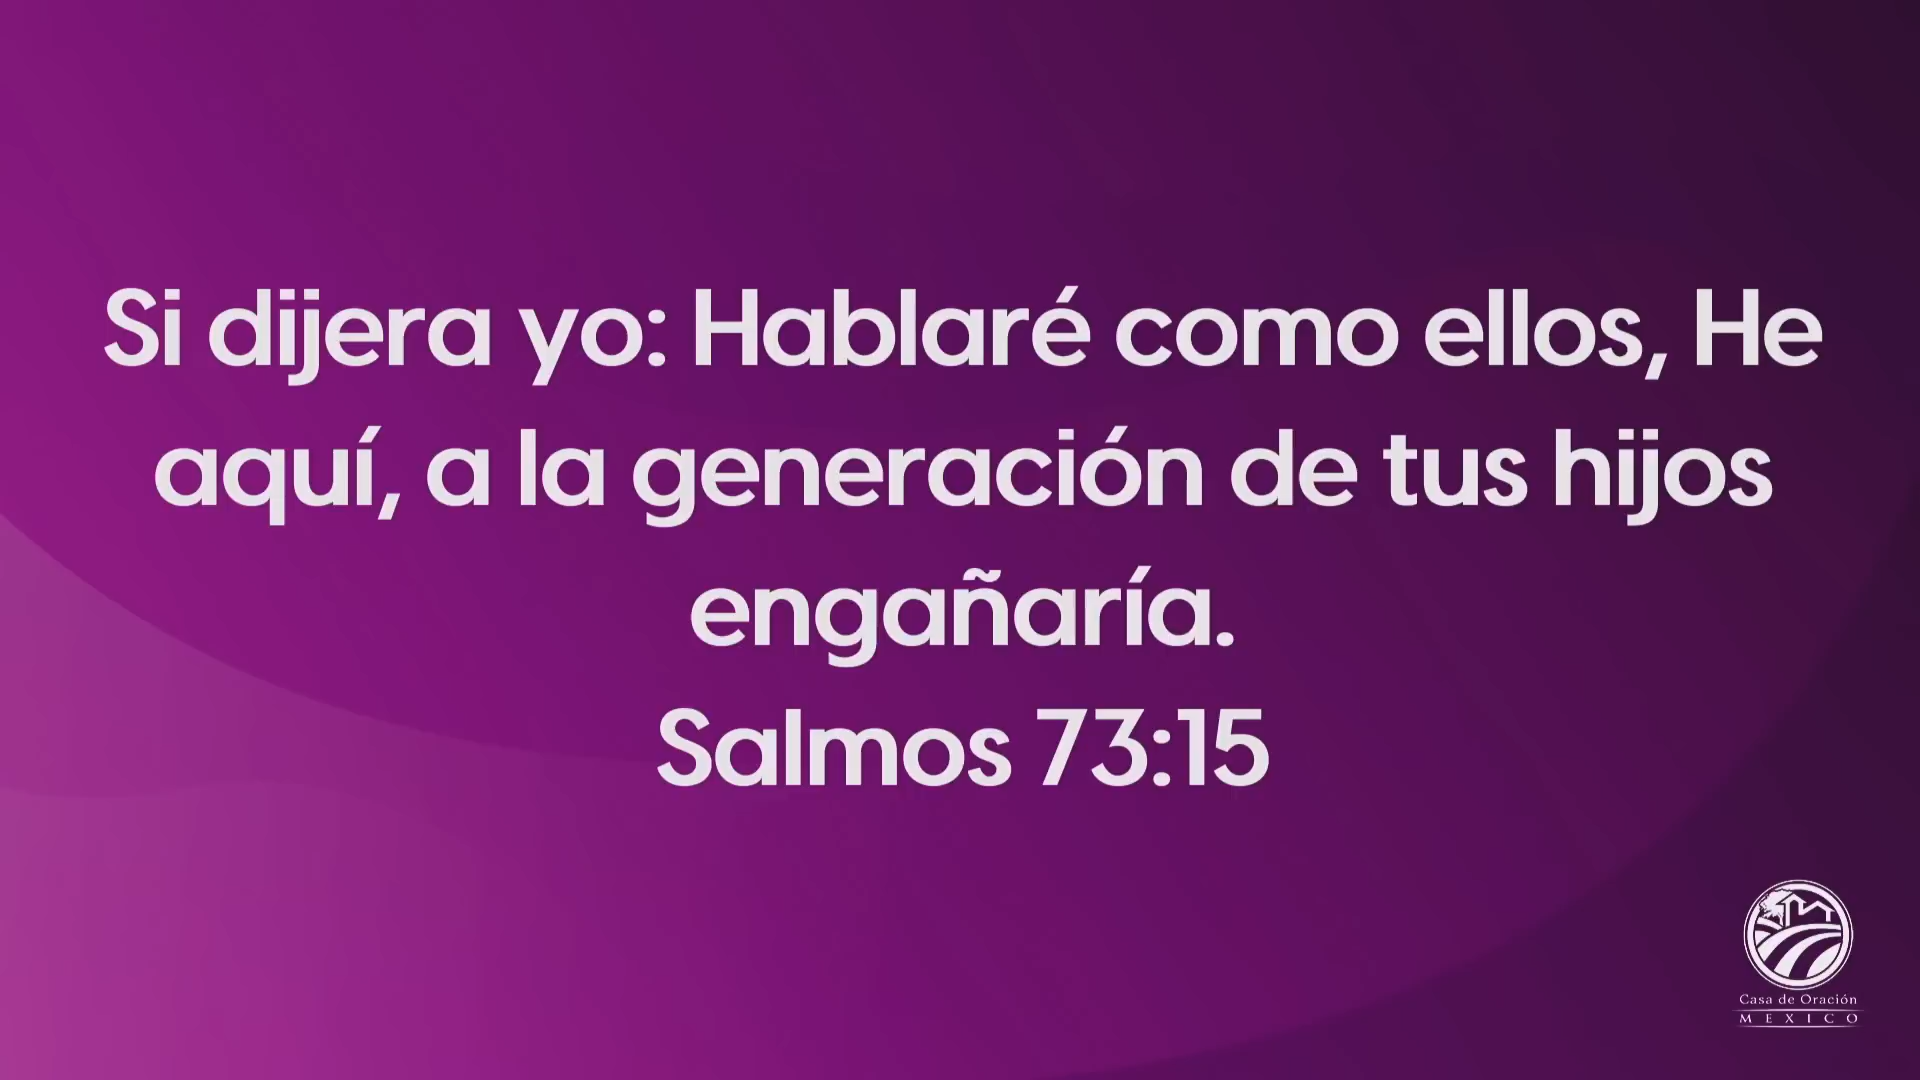 Si dijera yo: Hablaré como ellos, He
aquí, a la generación de tus hijos
engañaría.
Salmos 73:15
Casa de Oración
MEXICO